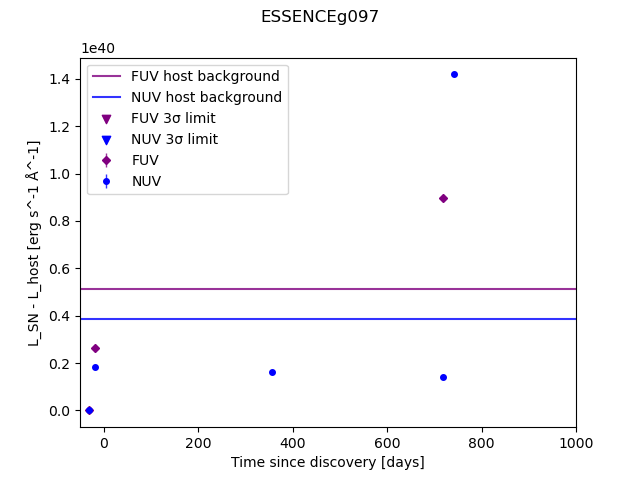 ESSENCEg097
1e40
FUV host background
NUV host background
FUV 3σ limit
NUV 3σ limit
FUV
NUV
1.4
1.2
1.0
0.8
0.6
0.4
0.2
0.0
L_SN - L_host [erg s^-1 Å^-1]
0 200 400 600 800 1000
Time since discovery [days]